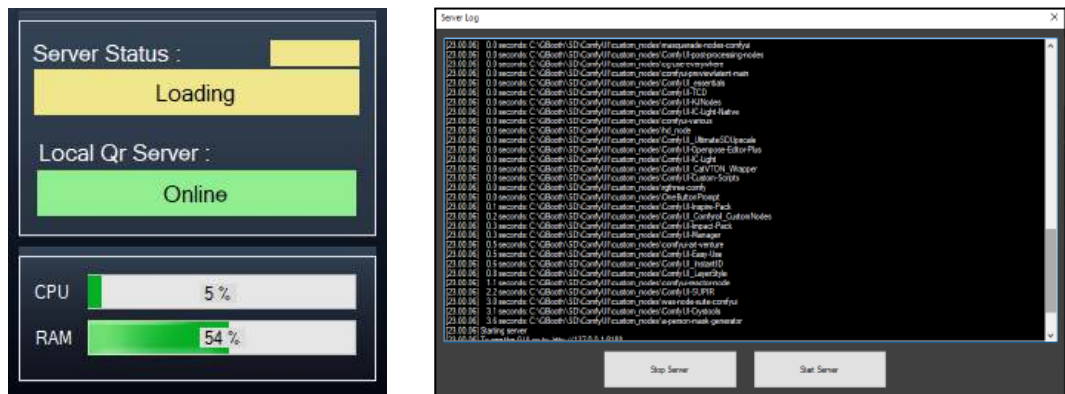 Server Status :
Loading
Local Qr Server :
Online
CPU 5 %
RAM 54 %
Server Log
[23.00.06] 0.0 seconds: C:\GBooth\SD\ComfyUI\custom_nodes\masquerade-nodes-comfyui
[23.00.06] 0.0 seconds: C:\GBooth\SD\ComfyUI\custom_nodes\ComfyUI-post-processing-nodes
[23.00.06] 0.0 seconds: C:\GBooth\SD\ComfyUI\custom_nodes\cg-use-everywhere
[23.00.06] 0.0 seconds: C:\GBooth\SD\ComfyUI\custom_nodes\comfyui-previewlatent-main
[23.00.06] 0.0 seconds: C:\GBooth\SD\ComfyUI\custom_nodes\ComfyUI_essentials
[23.00.06] 0.0 seconds: C:\GBooth\SD\ComfyUI\custom_nodes\ComfyUI-TCD
[23.00.06] 0.0 seconds: C:\GBooth\SD\ComfyUI\custom_nodes\ComfyUI-KJNodes
[23.00.06] 0.0 seconds: C:\GBooth\SD\ComfyUI\custom_nodes\ComfyUI-IC-Light-Native
[23.00.06] 0.0 seconds: C:\GBooth\SD\ComfyUI\custom_nodes\comfyui-various
[23.00.06] 0.0 seconds: C:\GBooth\SD\ComfyUI\custom_nodes\hd_node
[23.00.06] 0.0 seconds: C:\GBooth\SD\ComfyUI\custom_nodes\ComfyUI_UltimateSDUpscale
[23.00.06] 0.0 seconds: C:\GBooth\SD\ComfyUI\custom_nodes\ComfyUI-Openpose-Editor-Plus
[23.00.06] 0.0 seconds: C:\GBooth\SD\ComfyUI\custom_nodes\ComfyUI-IC-Light
[23.00.06] 0.0 seconds: C:\GBooth\SD\ComfyUI\custom_nodes\ComfyUI_CatVTON_Wrapper
[23.00.06] 0.0 seconds: C:\GBooth\SD\ComfyUI\custom_nodes\ComfyUI-Custom-Scripts
[23.00.06] 0.0 seconds: C:\GBooth\SD\ComfyUI\custom_nodes\rgthree-comfy
[23.00.06] 0.0 seconds: C:\GBooth\SD\ComfyUI\custom_nodes\OneButtonPrompt
[23.00.06] 0.1 seconds: C:\GBooth\SD\ComfyUI\custom_nodes\ComfyUI-Inspire-Pack
[23.00.06] 0.2 seconds: C:\GBooth\SD\ComfyUI\custom_nodes\ComfyUI_Comfyroll_CustomNodes
[23.00.06] 0.3 seconds: C:\GBooth\SD\ComfyUI\custom_nodes\ComfyUI-Impact-Pack
[23.00.06] 0.3 seconds: C:\GBooth\SD\ComfyUI\custom_nodes\ComfyUI-Manager
[23.00.06] 0.5 seconds: C:\GBooth\SD\ComfyUI\custom_nodes\comfyui-art-venture
[23.00.06] 0.5 seconds: C:\GBooth\SD\ComfyUI\custom_nodes\ComfyUI-Easy-Use
[23.00.06] 0.6 seconds: C:\GBooth\SD\ComfyUI\custom_nodes\ComfyUI_InstantID
[23.00.06] 0.8 seconds: C:\GBooth\SD\ComfyUI\custom_nodes\ComfyUI_LayerStyle
[23.00.06] 1.1 seconds: C:\GBooth\SD\ComfyUI\custom_nodes\comfyui-reactor-node
[23.00.06] 2.2 seconds: C:\GBooth\SD\ComfyUI\custom_nodes\ComfyUI-SUPIR
[23.00.06] 3.0 seconds: C:\GBooth\SD\ComfyUI\custom_nodes\was-node-suite-comfyui
[23.00.06] 3.1 seconds: C:\GBooth\SD\ComfyUI\custom_nodes\ComfyUI-Crystools
[23.00.06] 3.6 seconds: C:\GBooth\SD\ComfyUI\custom_nodes\a-person-mask-generator
[23.00.06] Starting server
[23.00.06] To see the GUI go to: http://127.0.0.1:8188
Stop Server Start Server